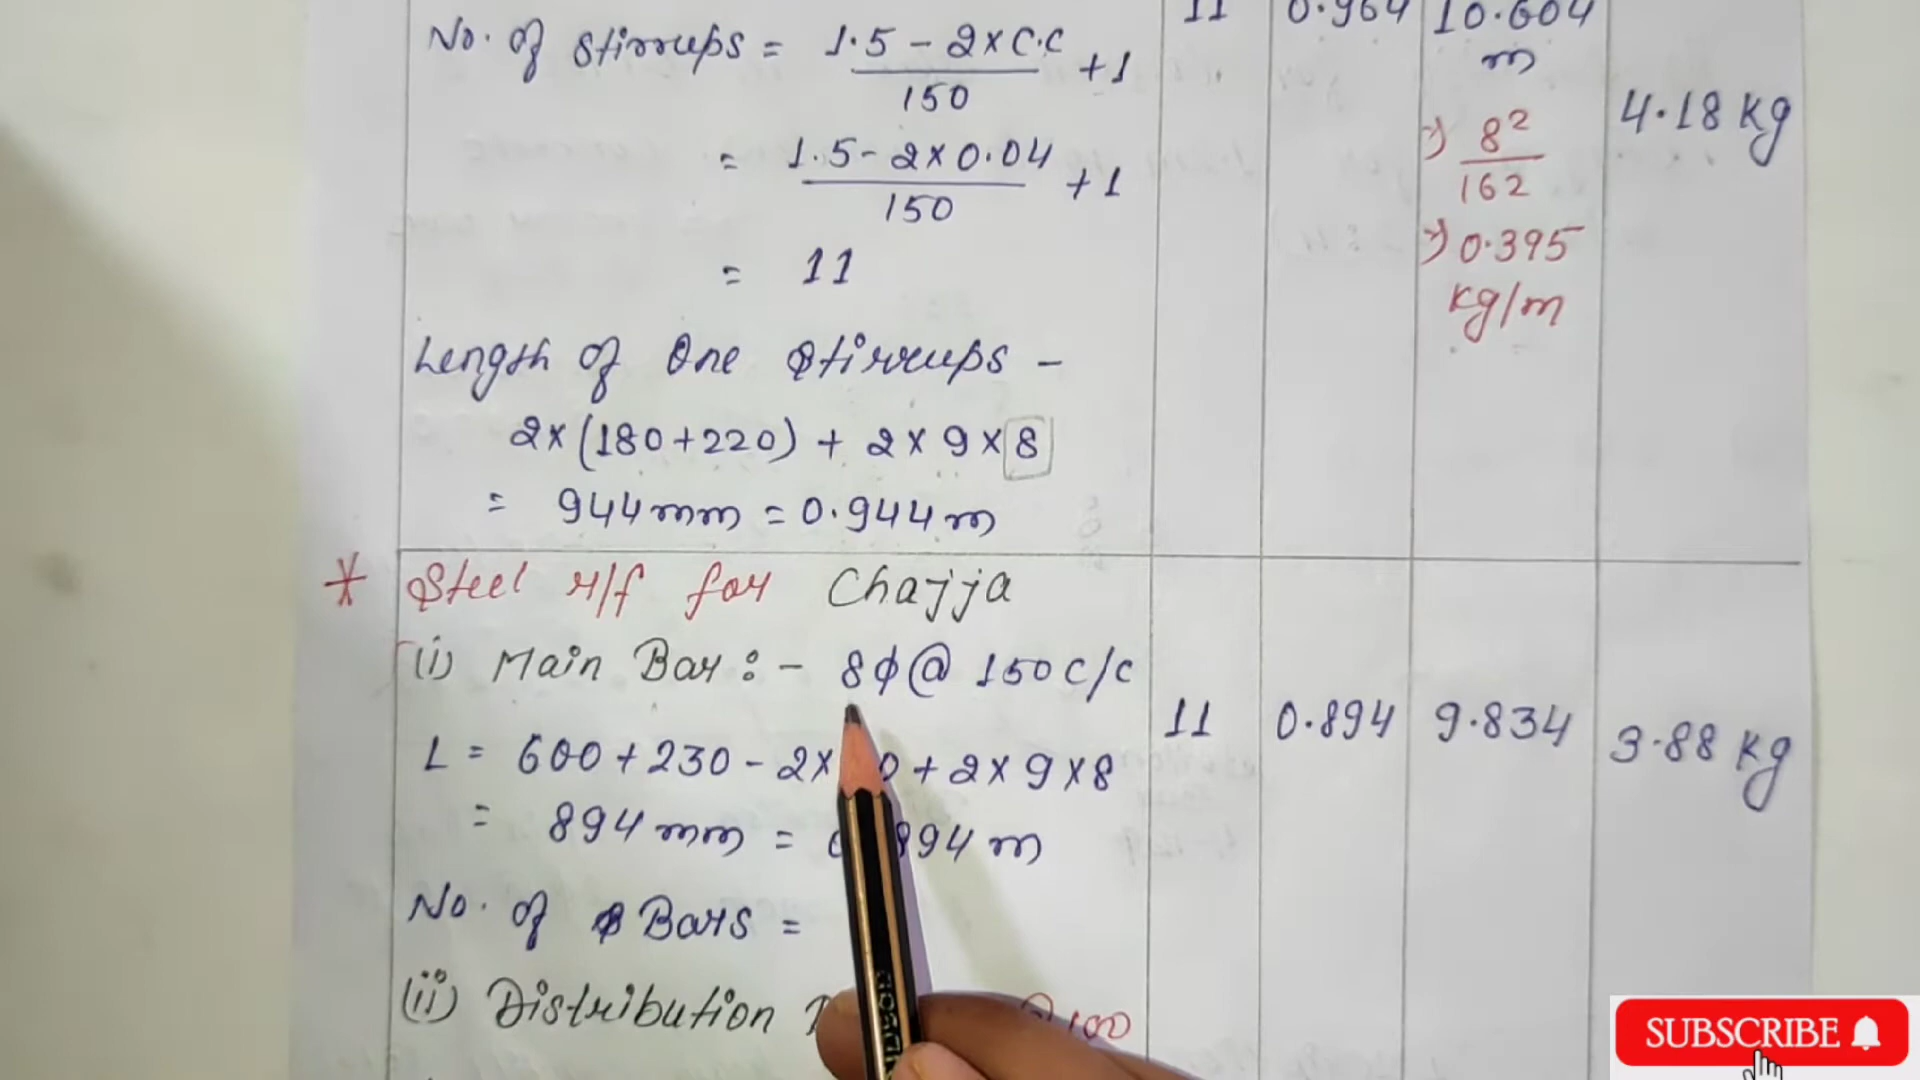 No. of Stirrups = 1.5 - 2 x C.C / 150 + 1
= 1.5 - 2 x 0.04 / 150 + 1
= 11
Length of One Stirrups -
2 x (180 + 220) + 2 x 9 x 8
= 944 mm = 0.944 m
11
0.964
10.604
m
8² / 162
0.395
kg/m
4.18 kg
* Steel r/f for Chajja
(i) Main Bar :- 8ϕ @ 150 C/C
L = 600 + 230 - 2 x 0 + 2 x 9 x 8
= 894 mm = 894 m
No. of Bars =
11
0.894
9.834
3.88 kg
(ii) Distribution @ 100
SUBSCRIBE